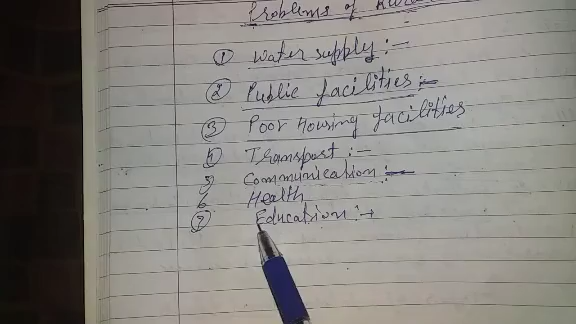 Problems of
① Water supply :-
② Public facilities :-
③ Poor Housing facilities
4) Transport :-
5) Communication :-
6 Health
⑦ Education :-